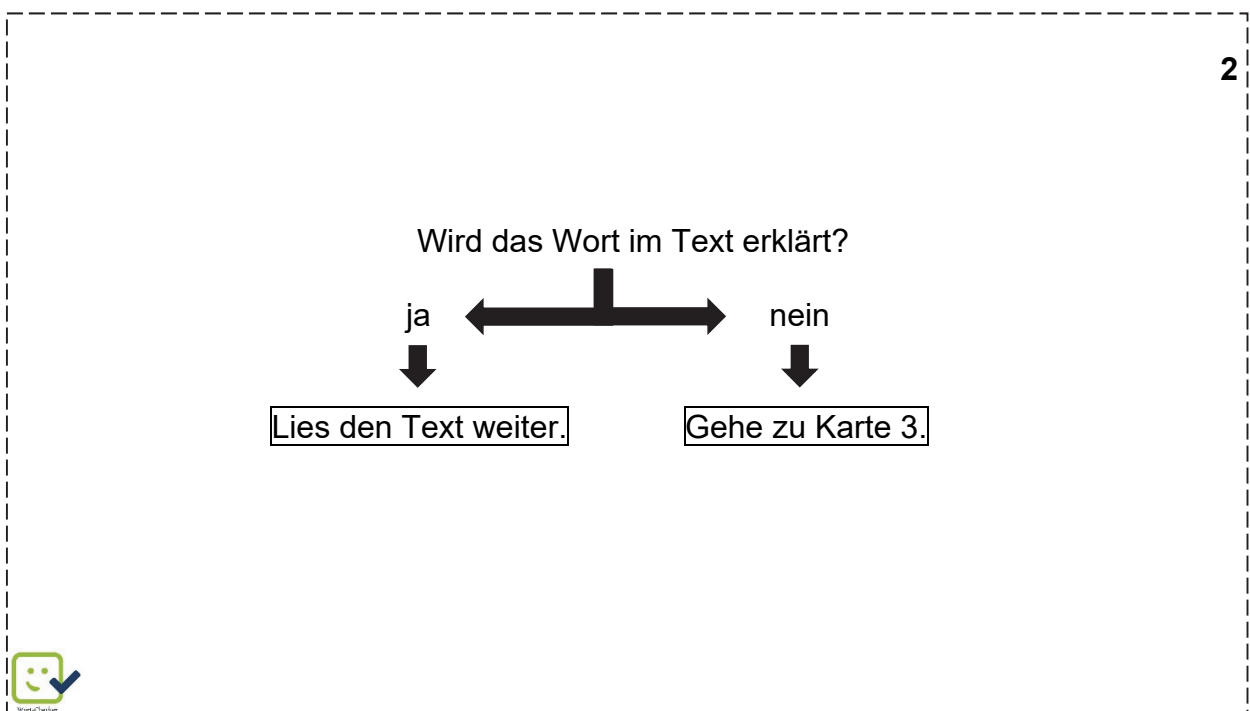 2
Wird das Wort im Text erklärt?
ja nein
Lies den Text weiter. Gehe zu Karte 3.